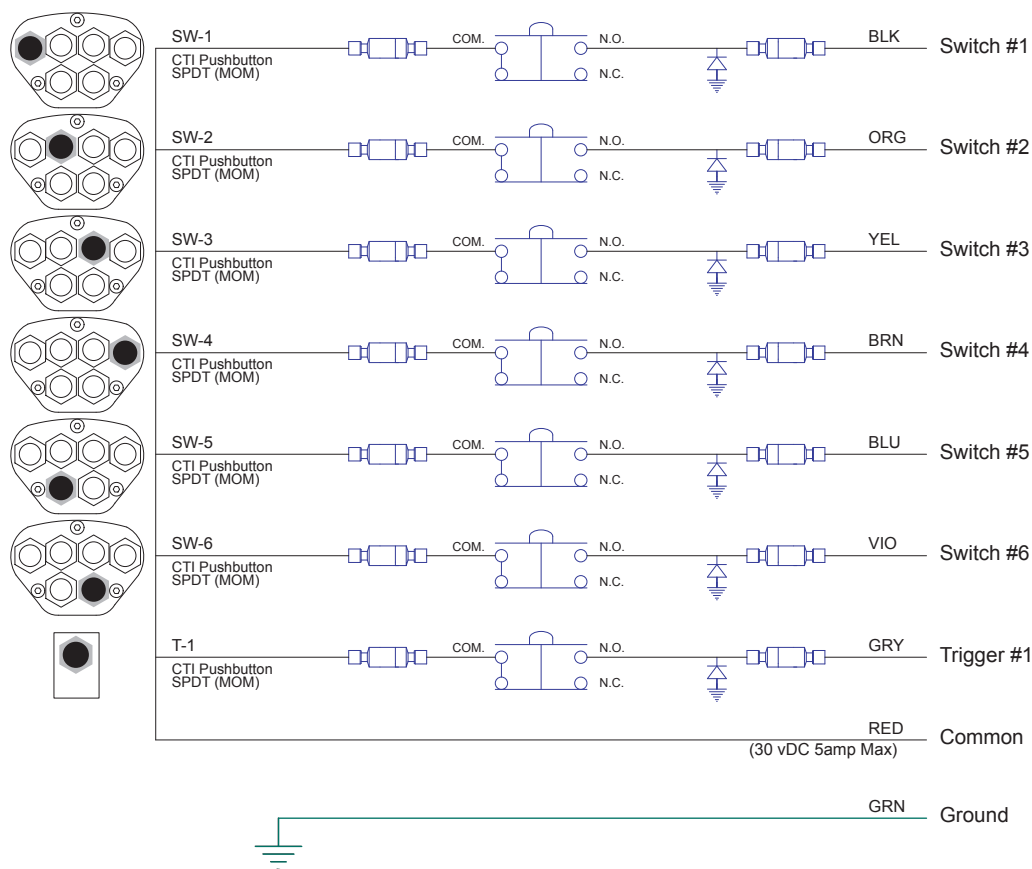 SW-1 COM. N.O. BLK Switch #1
CTI Pushbutton
SPDT (MOM) N.C.
SW-2 COM. N.O. ORG Switch #2
CTI Pushbutton
SPDT (MOM) N.C.
SW-3 COM. N.O. YEL Switch #3
CTI Pushbutton
SPDT (MOM) N.C.
SW-4 COM. N.O. BRN Switch #4
CTI Pushbutton
SPDT (MOM) N.C.
SW-5 COM. N.O. BLU Switch #5
CTI Pushbutton
SPDT (MOM) N.C.
SW-6 COM. N.O. VIO Switch #6
CTI Pushbutton
SPDT (MOM) N.C.
T-1 COM. N.O. GRY Trigger #1
CTI Pushbutton
SPDT (MOM) N.C.
RED Common
(30 vDC 5amp Max)
GRN Ground